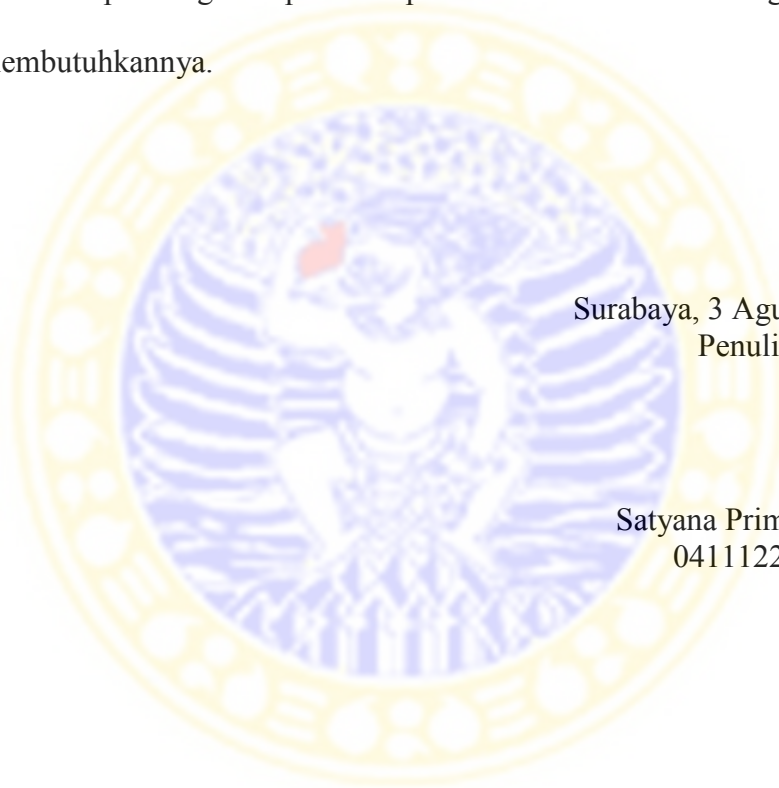 embutuhkannya.
Surabaya, 3 Agu
Penuli
Satyana Prim
0411122